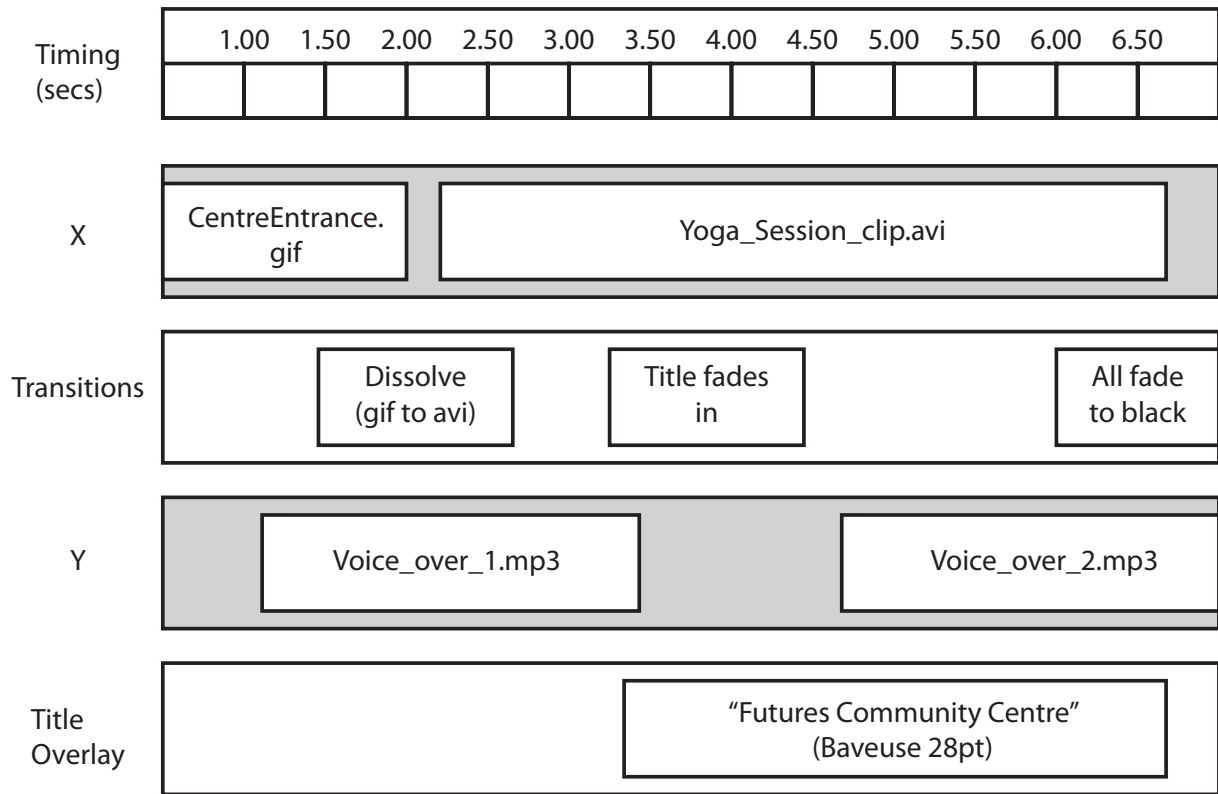 Timing
(secs)
1.00 1.50 2.00 2.50 3.00 3.50 4.00 4.50 5.00 5.50 6.00 6.50
X
CentreEntrance.
gif
Yoga_Session_clip.avi
Transitions
Dissolve
(gif to avi)
Title fades
in
All fade
to black
Y
Voice_over_1.mp3
Voice_over_2.mp3
Title
Overlay
“Futures Community Centre”
(Baveuse 28pt)